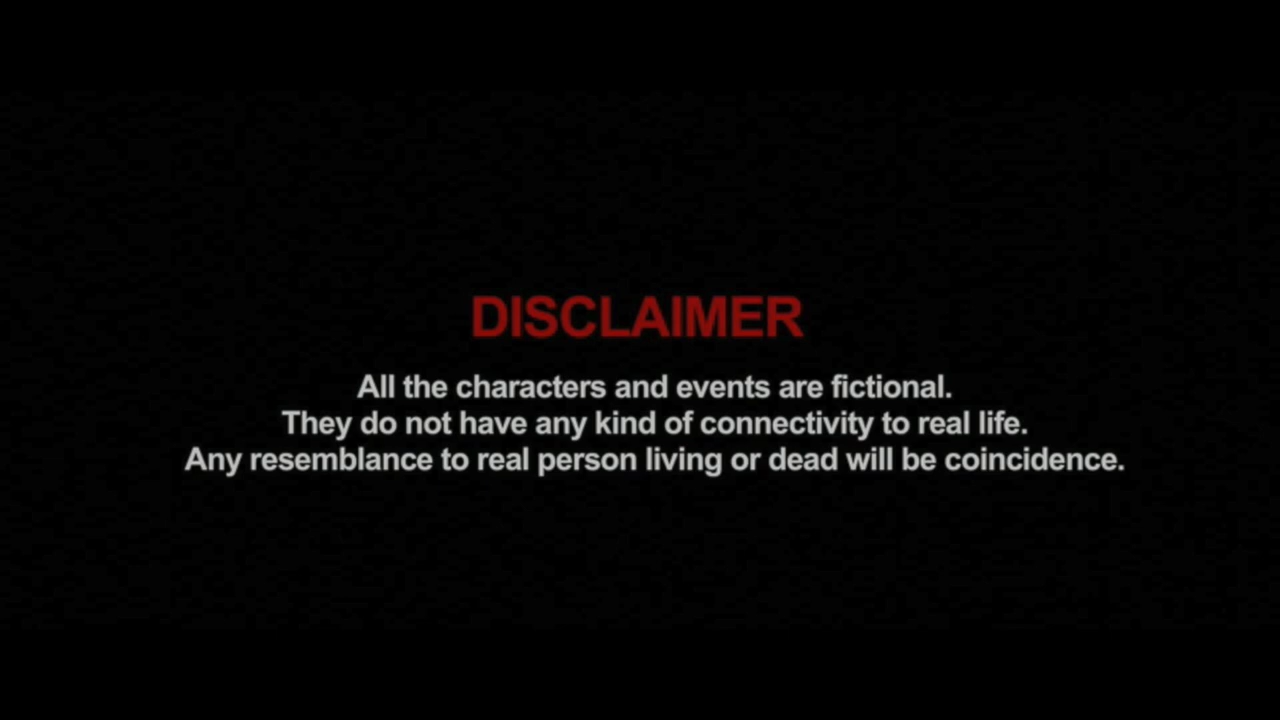 DISCLAIMER
All the characters and events are fictional.
They do not have any kind of connectivity to real life.
Any resemblance to real person living or dead will be coincidence.